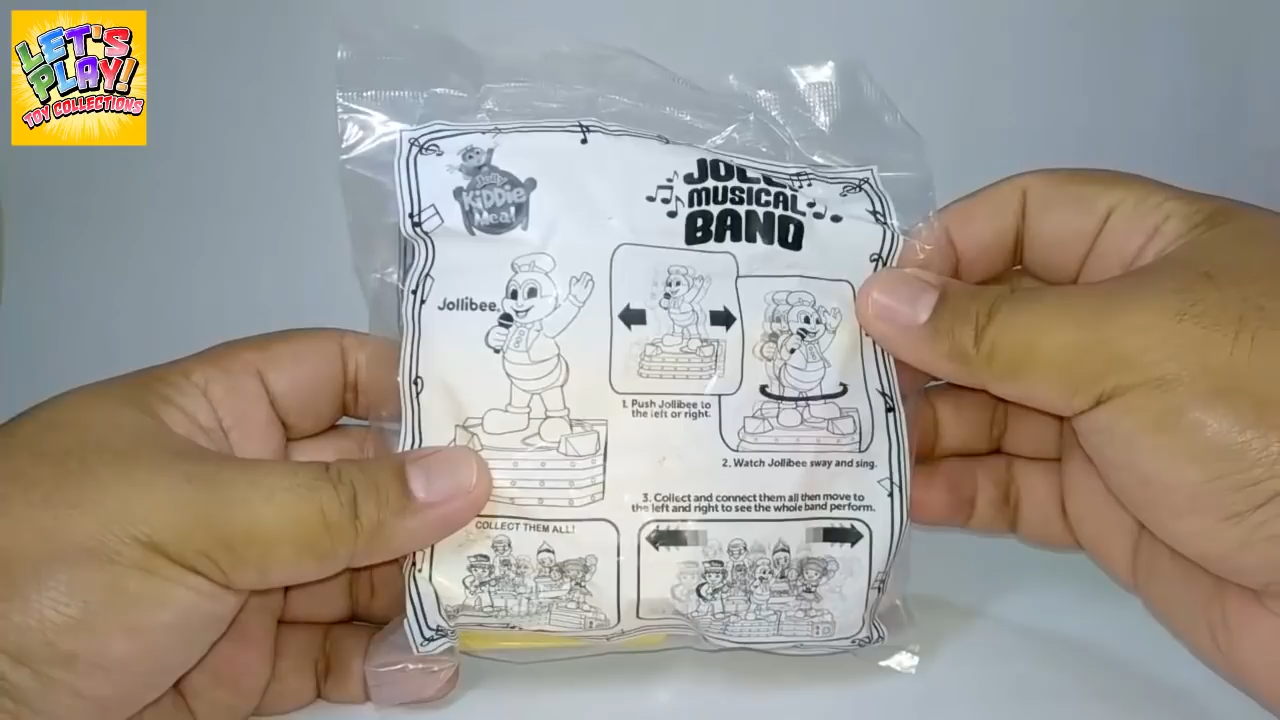 LET'S
PLAY!
TOY COLLECTIONS
Jolly
KiDDie
Meal
JOLLY
MUSICAL
BAND
Jollibee
1. Push Jollibee to
the left or right.
2. Watch Jollibee sway and sing.
3. Collect and connect them all then move to
the left and right to see the whole band perform.
COLLECT THEM ALL!